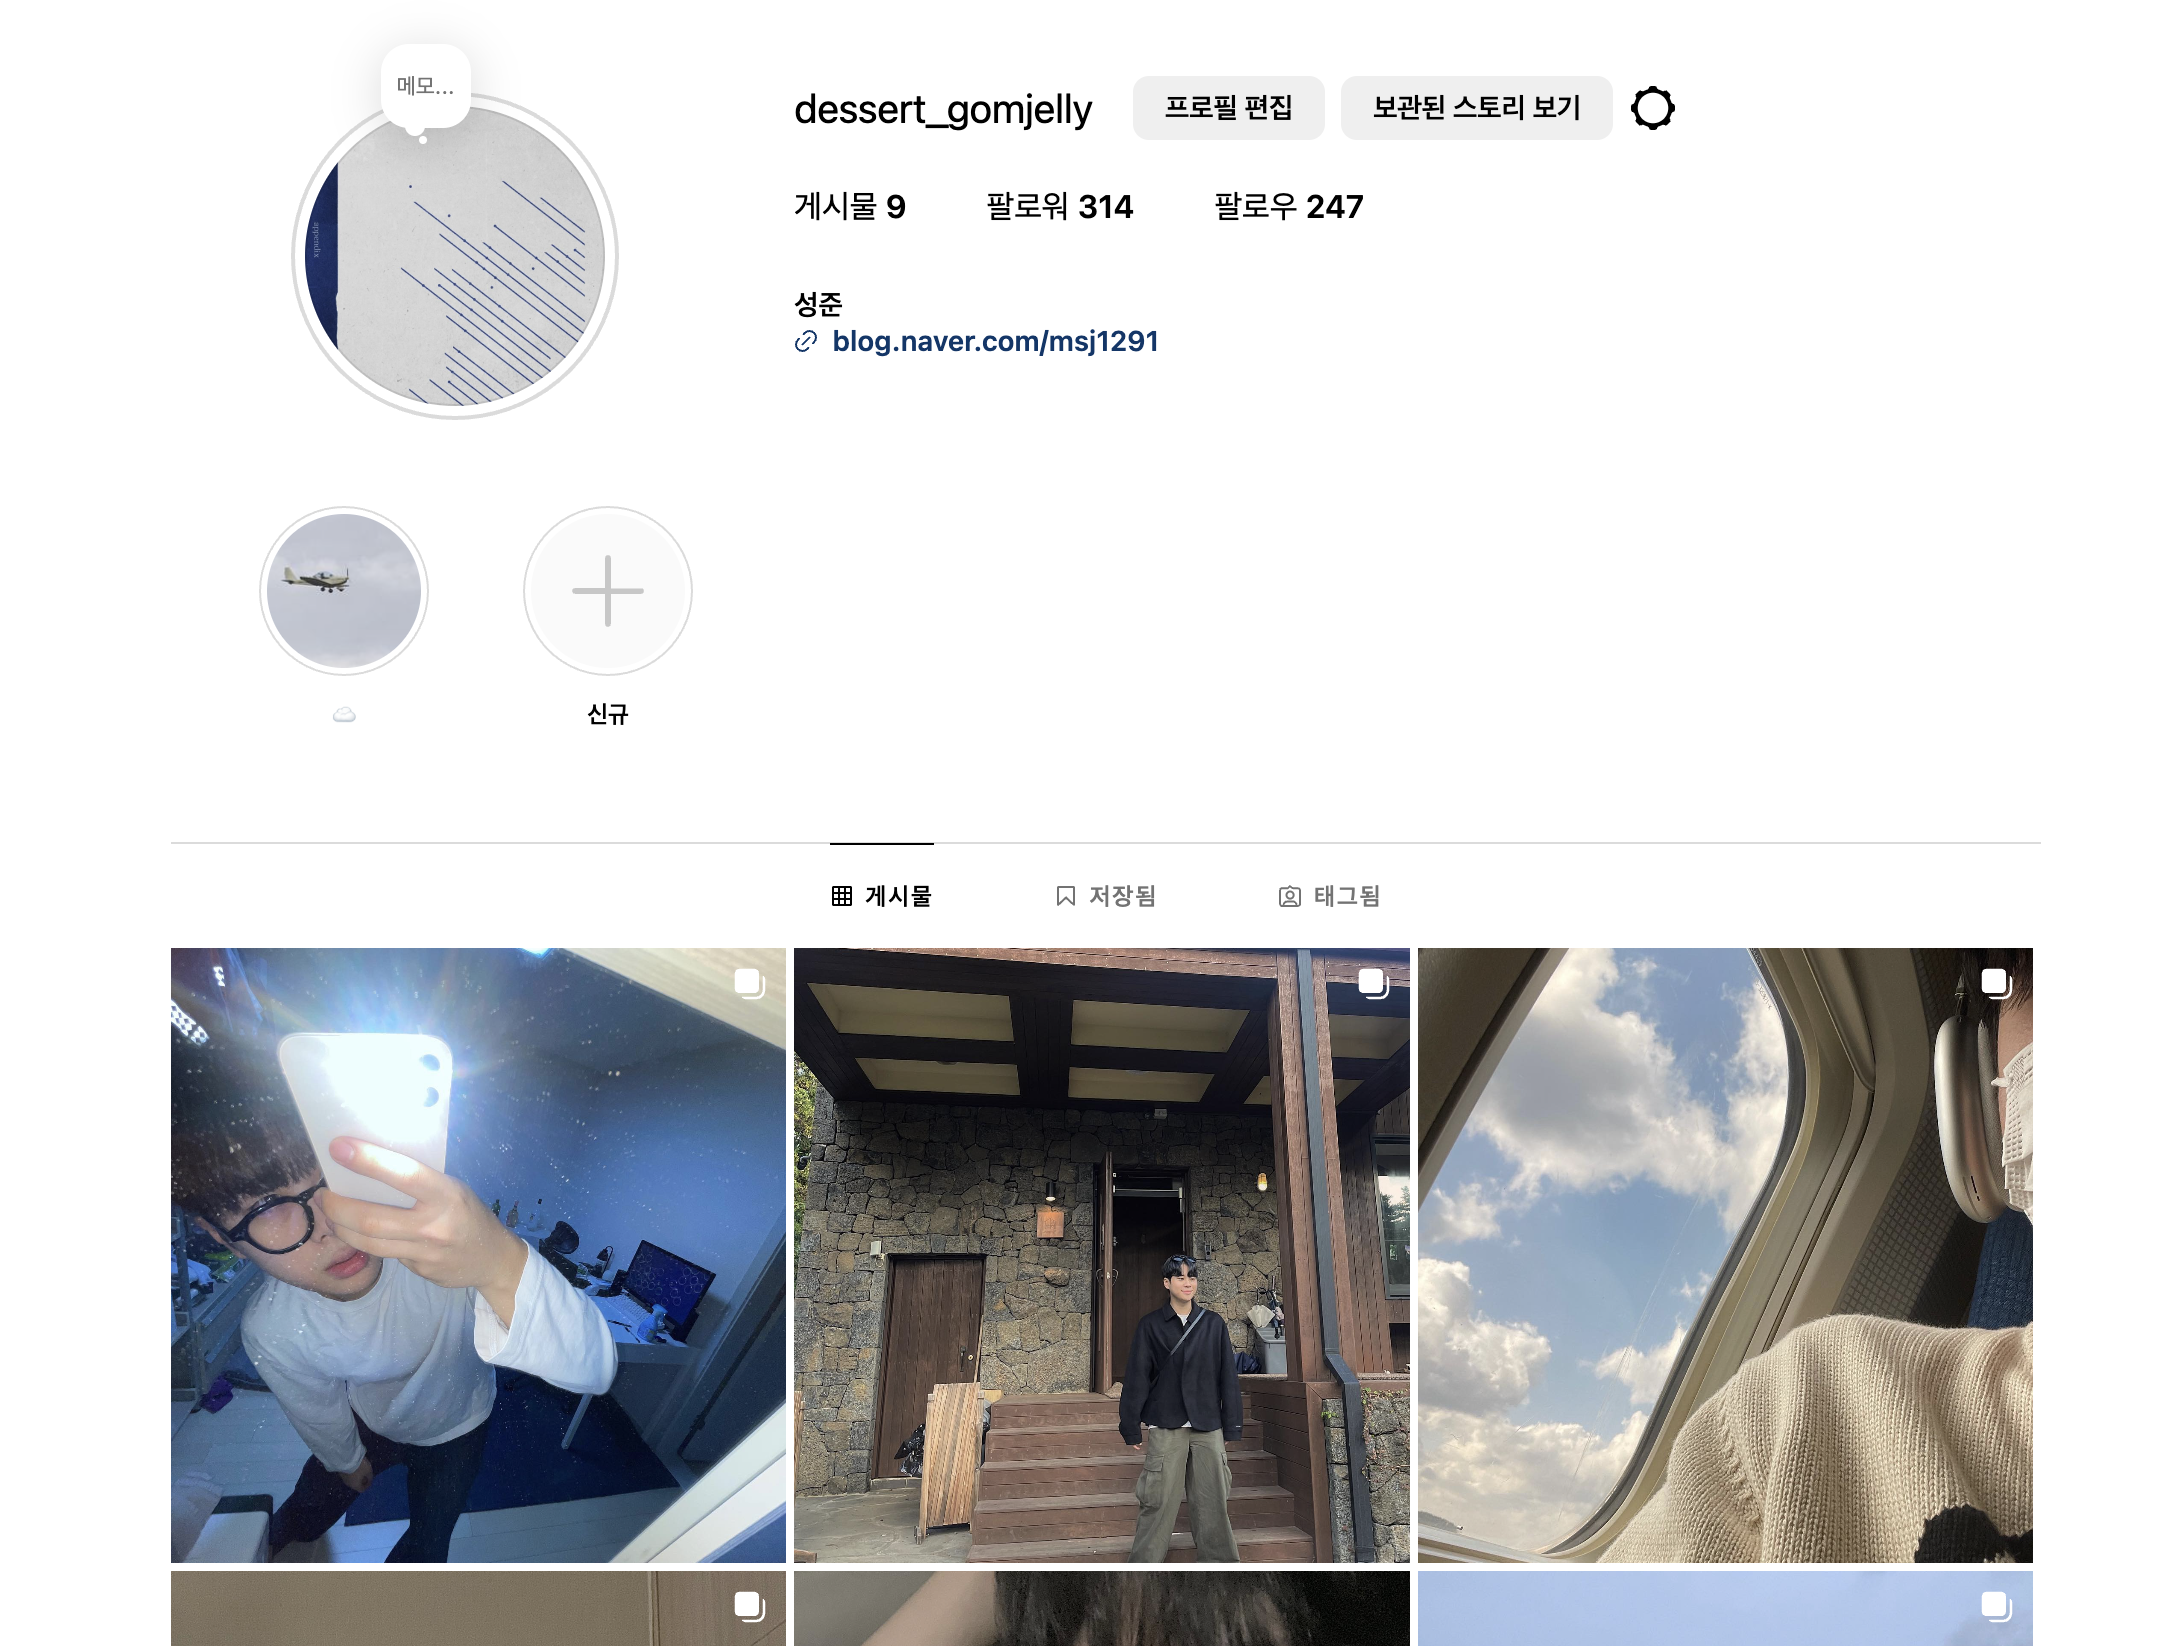 메모...
appendix
dessert_gomjelly
프로필 편집
보관된 스토리 보기
게시물 9
팔로워 314
팔로우 247
성준
blog.naver.com/msj1291
신규
게시물
저장됨
태그됨